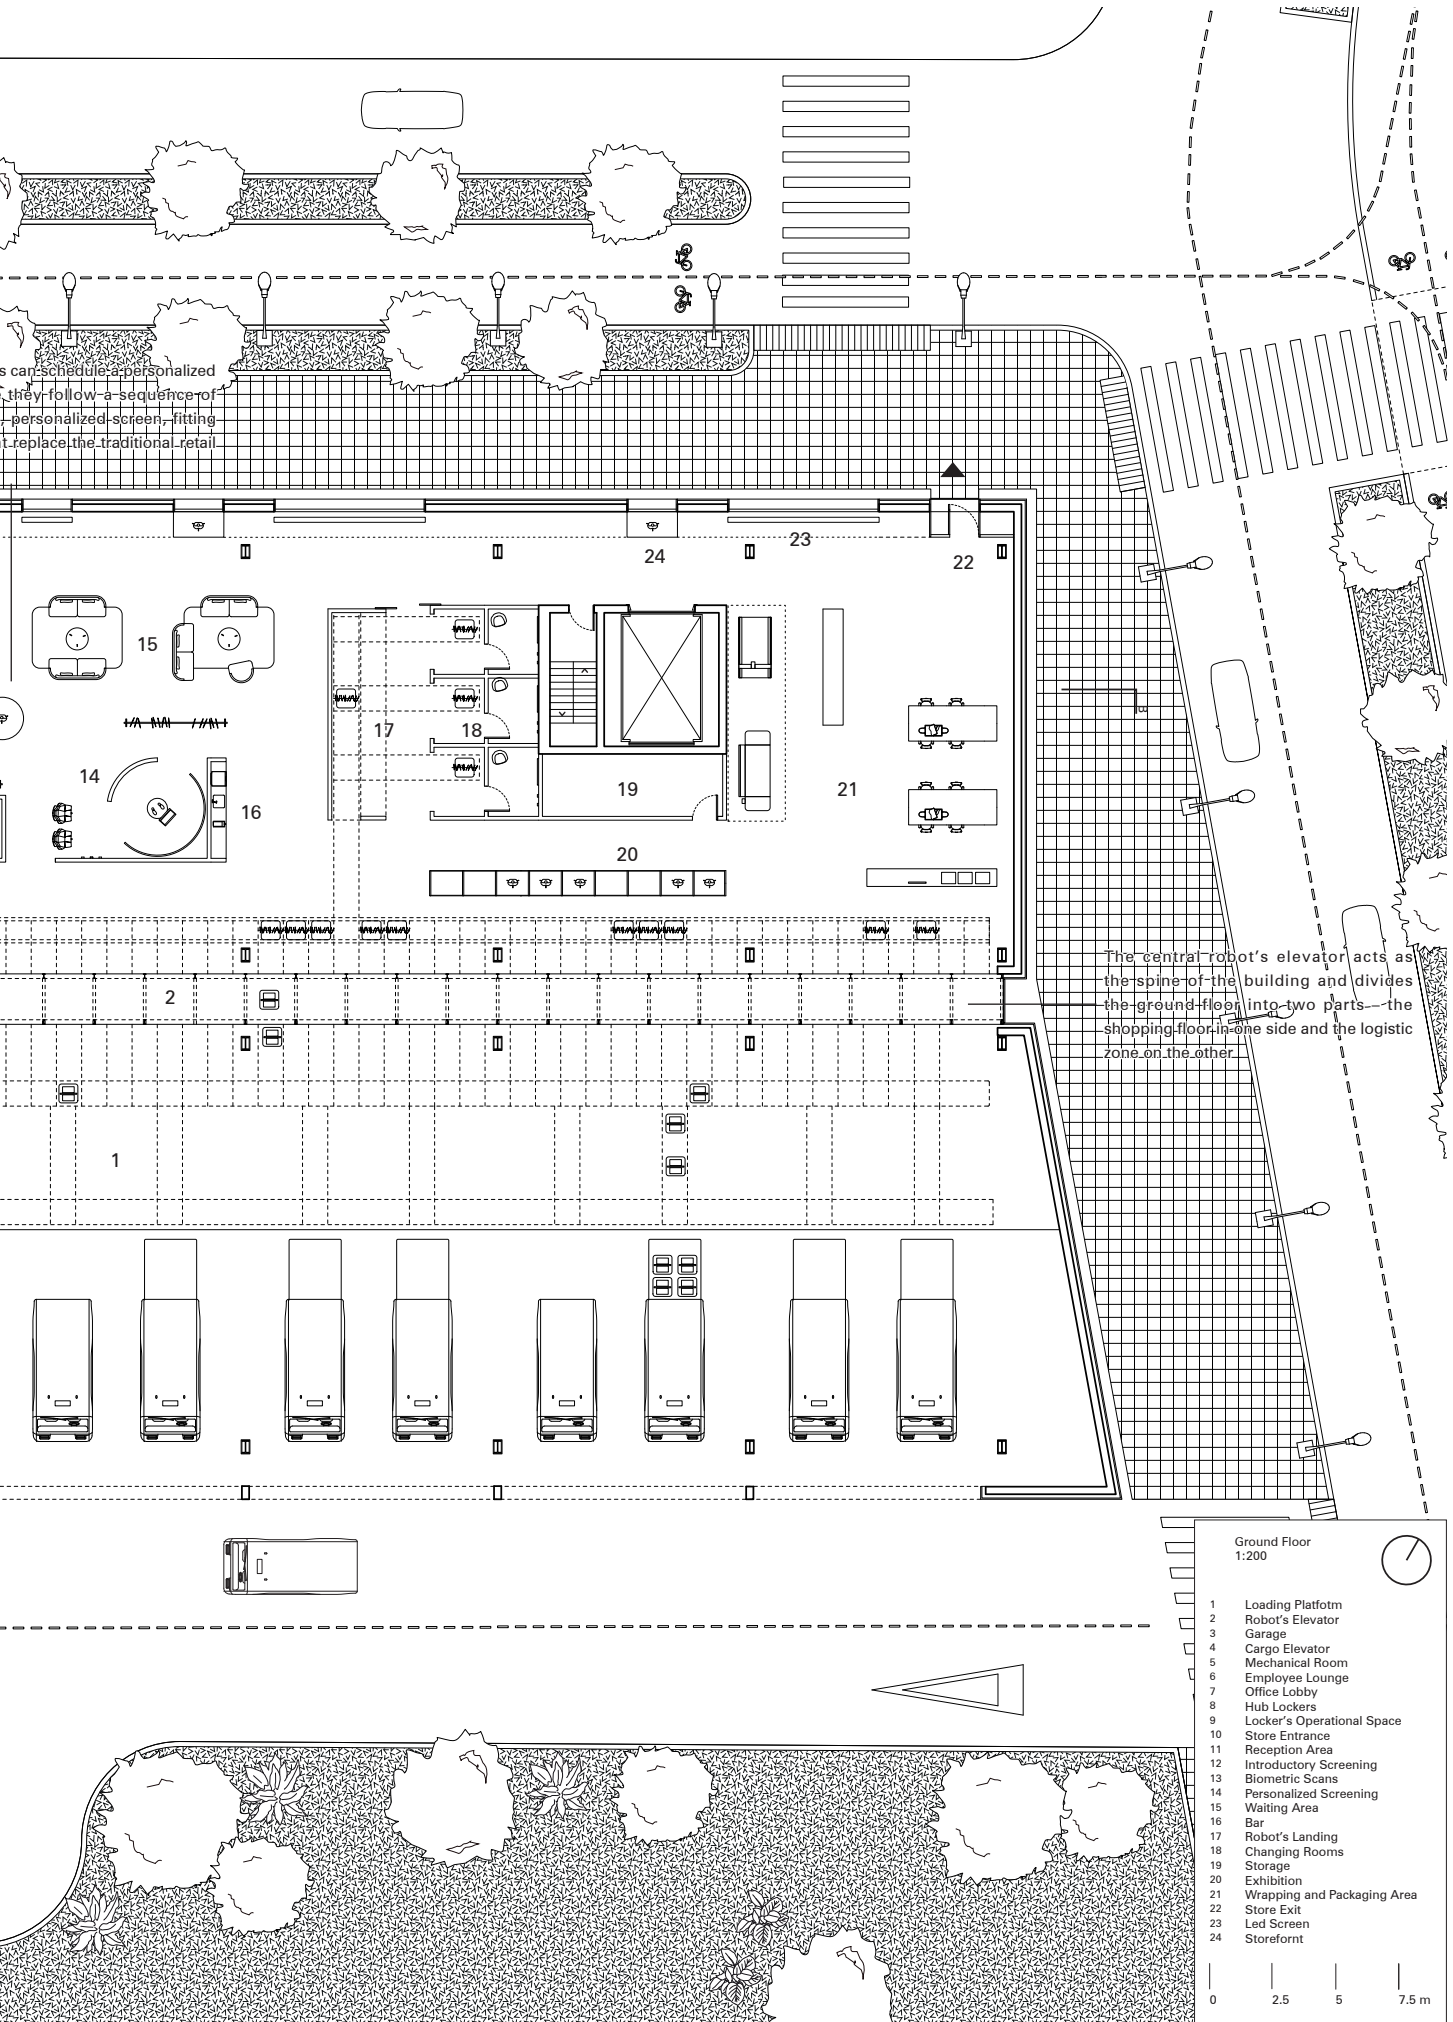 s can schedule a personalized
they follow a sequence of
, personalized screen, fitting
t replace the traditional retail
23
24
22
15
17
18
14
16
19
21
20
2
The central robot's elevator acts as
the spine of the building and divides
the ground floor into two parts - the
shopping floor in one side and the logistic
zone on the other
1
B
Ground Floor
1:200
1 Loading Platfotm
2 Robot's Elevator
3 Garage
4 Cargo Elevator
5 Mechanical Room
6 Employee Lounge
7 Office Lobby
8 Hub Lockers
9 Locker's Operational Space
10 Store Entrance
11 Reception Area
12 Introductory Screening
13 Biometric Scans
14 Personalized Screening
15 Waiting Area
16 Bar
17 Robot's Landing
18 Changing Rooms
19 Storage
20 Exhibition
21 Wrapping and Packaging Area
22 Store Exit
23 Led Screen
24 Storefornt
0 2.5 5 7.5 m